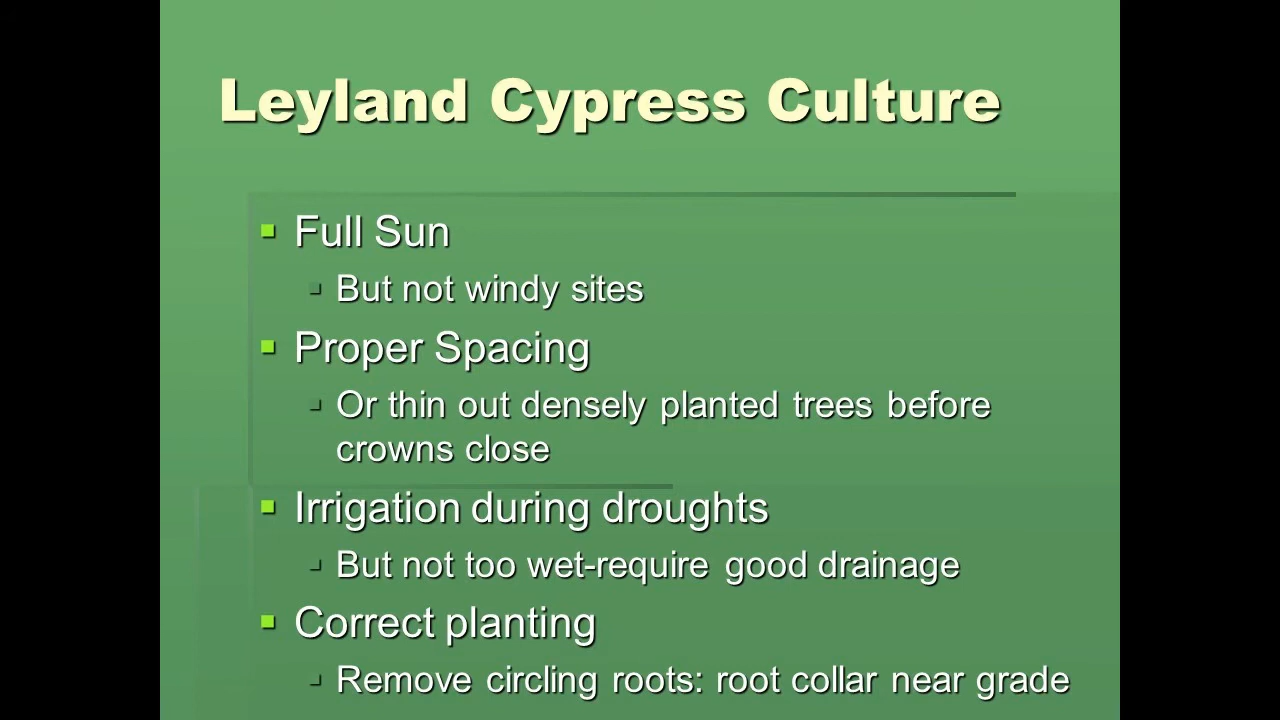 Leyland Cypress Culture
Full Sun
But not windy sites
Proper Spacing
Or thin out densely planted trees before
crowns close
Irrigation during droughts
But not too wet-require good drainage
Correct planting
Remove circling roots: root collar near grade